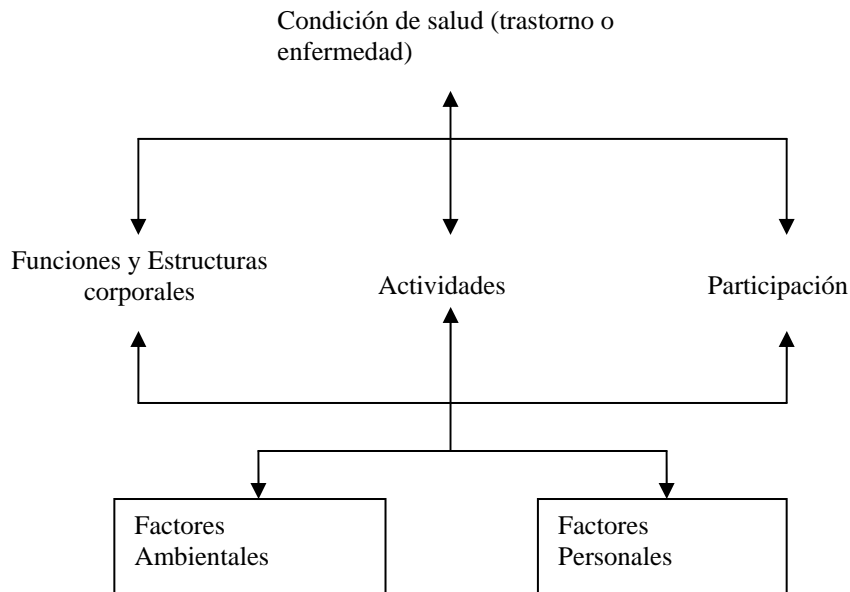 Condición de salud (trastorno o
enfermedad)
Funciones y Estructuras
corporales
Actividades
Participación
Factores
Ambientales
Factores
Personales